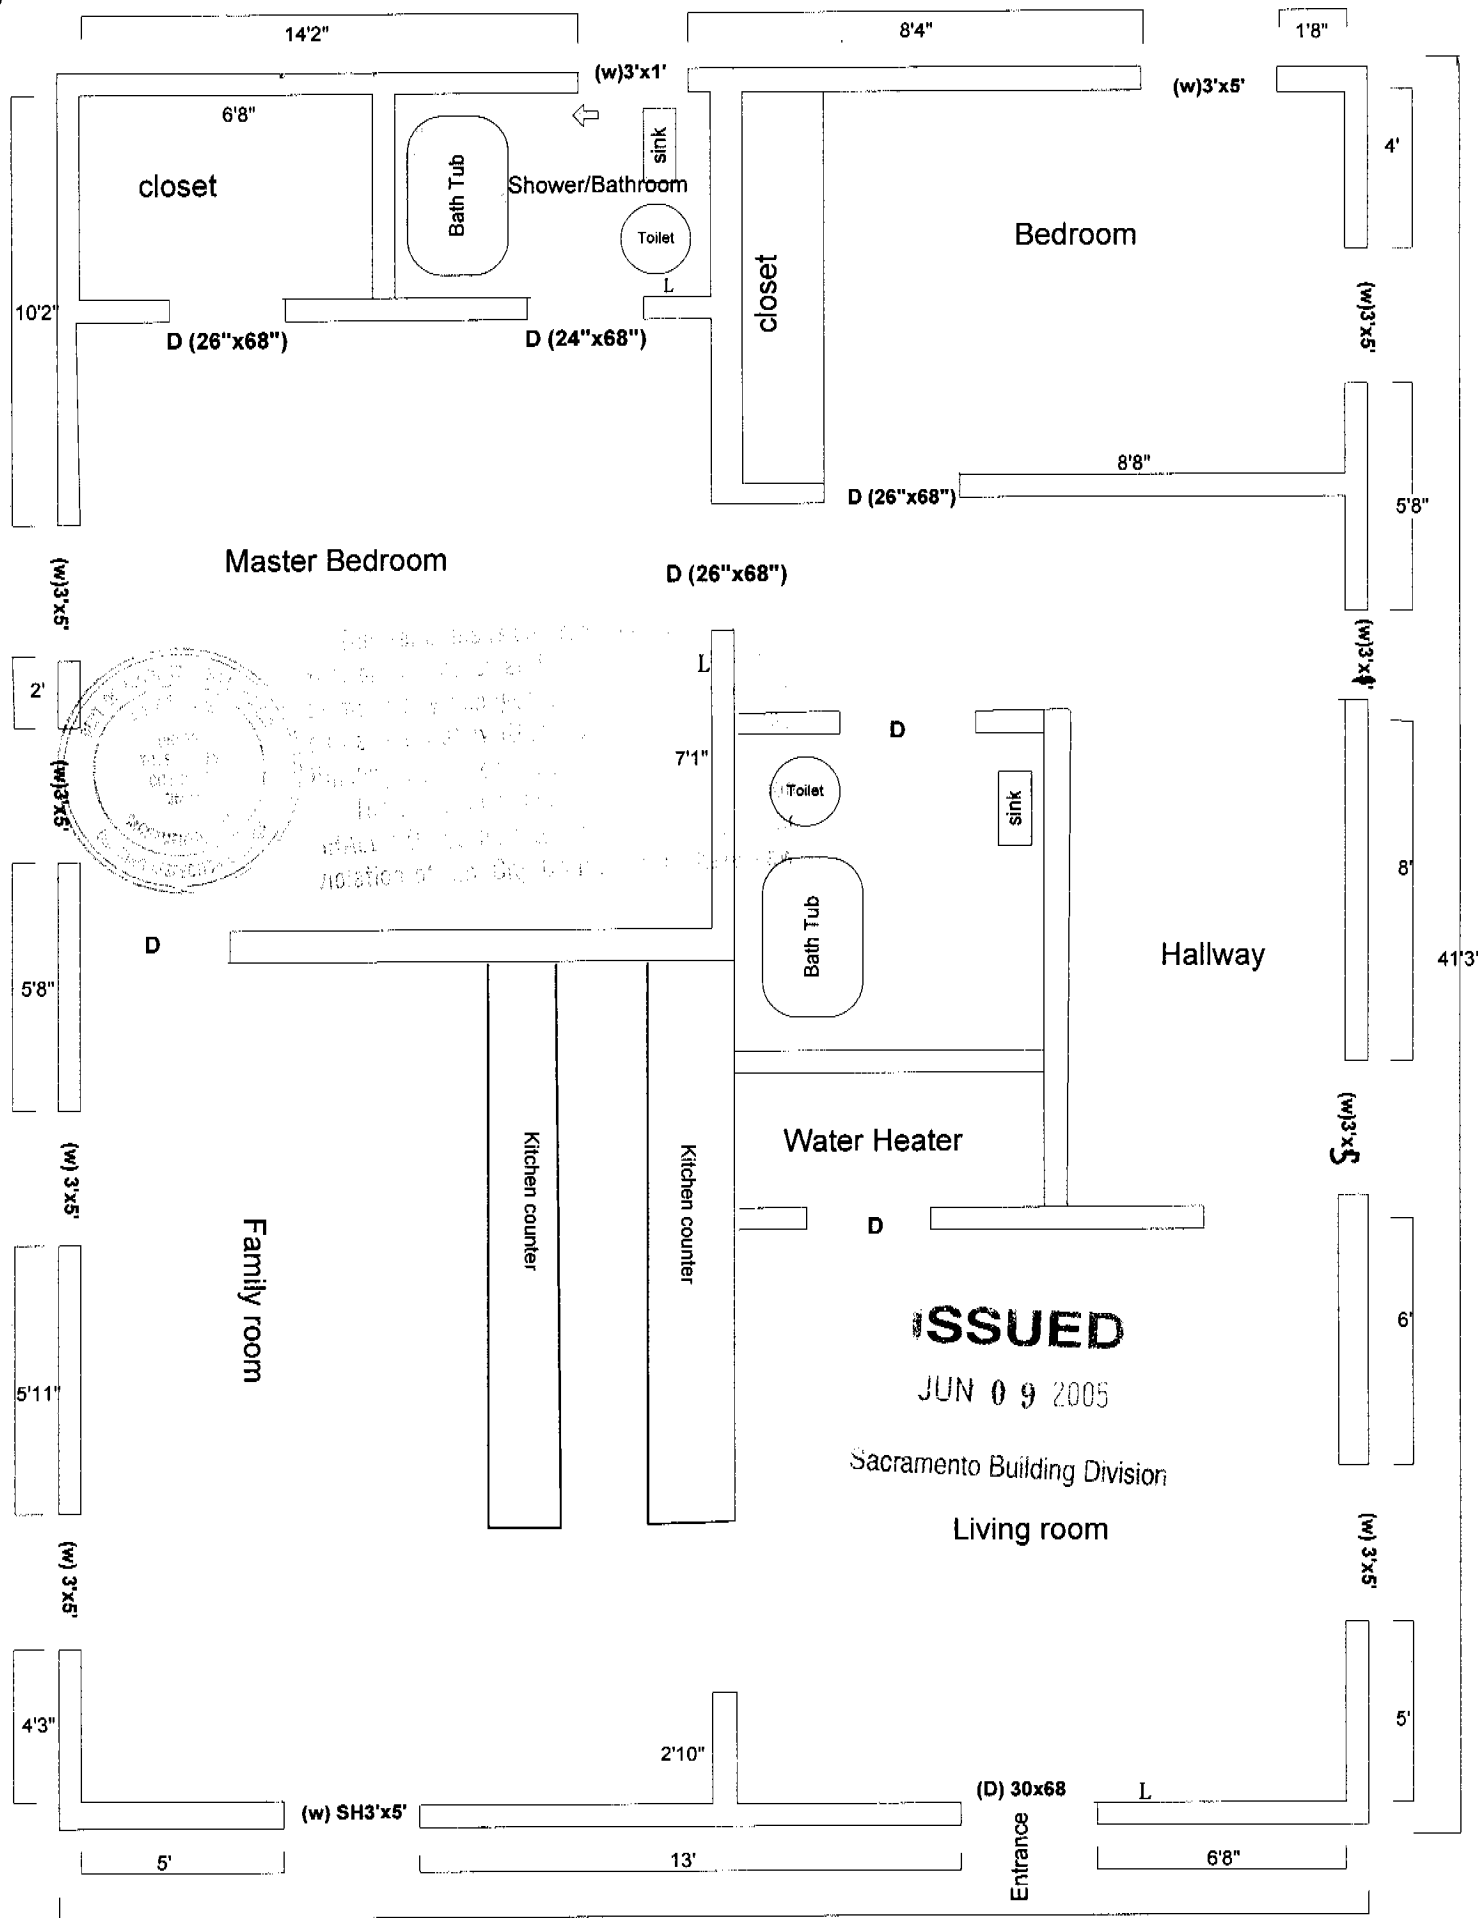 14'2"
8'4"
1'8"
(w)3'x1'
(w)3'x5'
6'8"
closet
Bath Tub
sink
Shower/Bathroom
Toilet
L
closet
Bedroom
4'
10'2"
D (26"x68")
D (24"x68")
(w)3'x5'
8'8"
D (26"x68")
5'8"
Master Bedroom
D (26"x68")
(w)3'x5'
2'
L
7'1"
D
Toilet
sink
(w)3'x5'
8'
Bath Tub
D
Hallway
41'3'
5'8"
Kitchen counter
Kitchen counter
Water Heater
(w)3'x5
(w) 3'x5'
D
Family room
ISSUED
JUN 09 2005
Sacramento Building Division
6'
5'11"
Living room
(w) 3'x5'
(w) 3'x5'
4'3"
2'10"
5'
(w) SH3'x5'
(D) 30x68
L
Entrance
5'
13'
6'8"